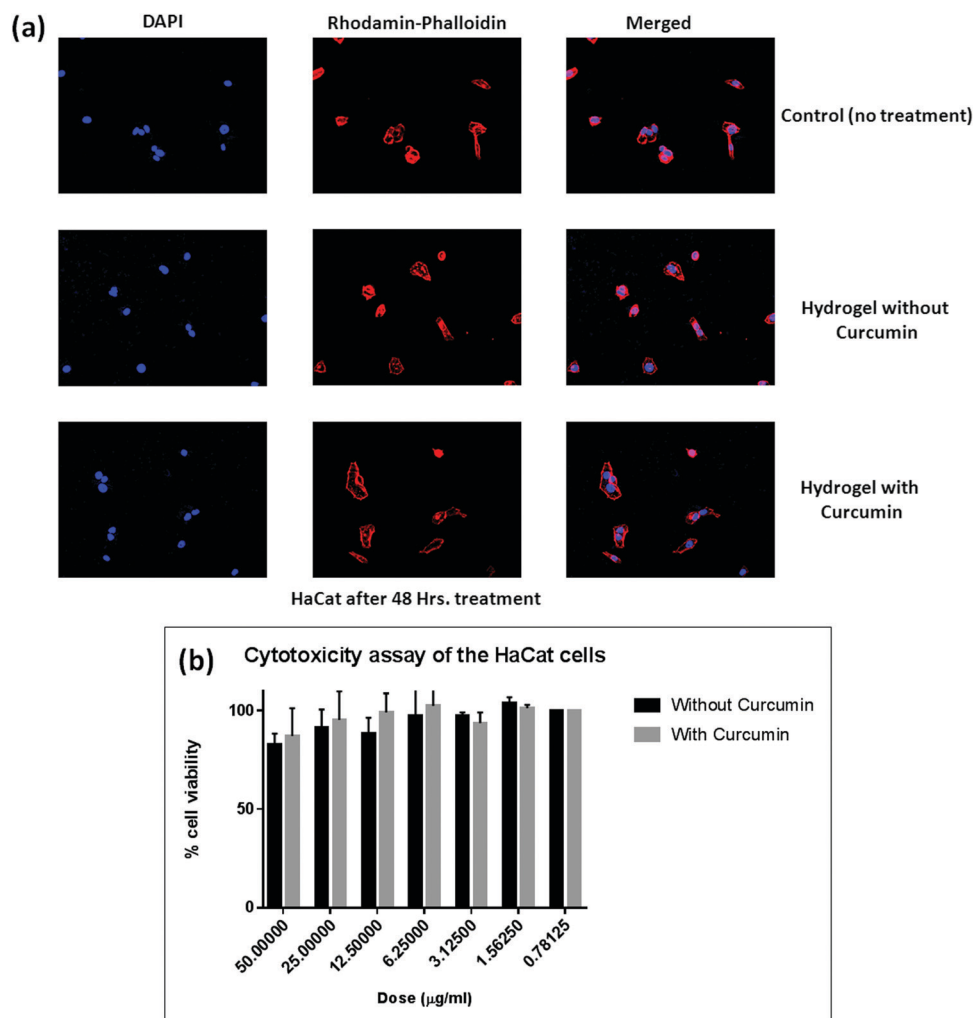 (a)
DAPI
Rhodamin-Phalloidin
Merged
Control (no treatment)
Hydrogel without
Curcumin
Hydrogel with
Curcumin
HaCat after 48 Hrs. treatment
(b) Cytotoxicity assay of the HaCat cells
Without Curcumin
With Curcumin
% cell viability
100
50
0
50.00000
25.00000
12.50000
6.25000
3.12500
1.56250
0.78125
Dose (µg/ml)